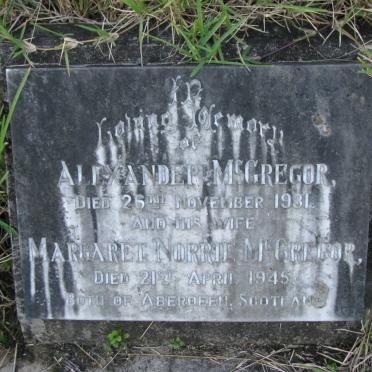 IN
Loving Memory
of
ALEXANDER MCGREGOR,
DIED 25TH NOVEMBER 1931.
AND HIS WIFE
MARGARET NORRIE MCGREGOR,
DIED 21ST APRIL 1945.
BOTH OF ABERDEEN, SCOTLAND